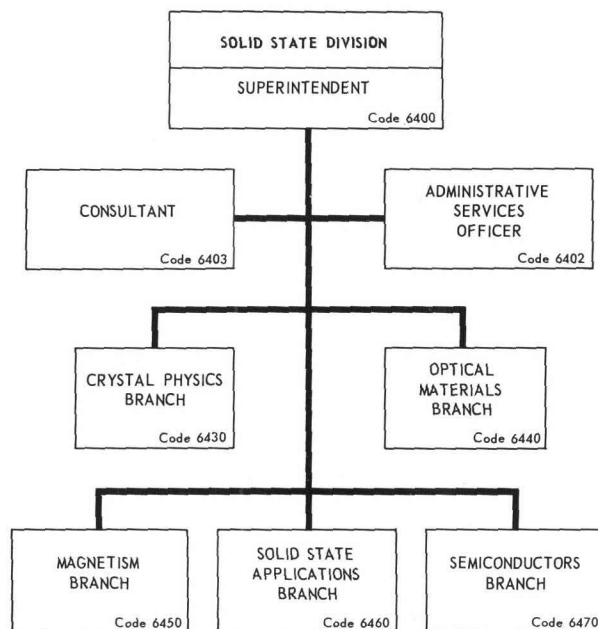 SOLID STATE DIVISION
SUPERINTENDENT
Code 6400
CONSULTANT
Code 6403
ADMINISTRATIVE
SERVICES
OFFICER
Code 6402
CRYSTAL PHYSICS
BRANCH
Code 6430
OPTICAL
MATERIALS
BRANCH
Code 6440
MAGNETISM
BRANCH
Code 6450
SOLID STATE
APPLICATIONS
BRANCH
Code 6460
SEMICONDUCTORS
BRANCH
Code 6470